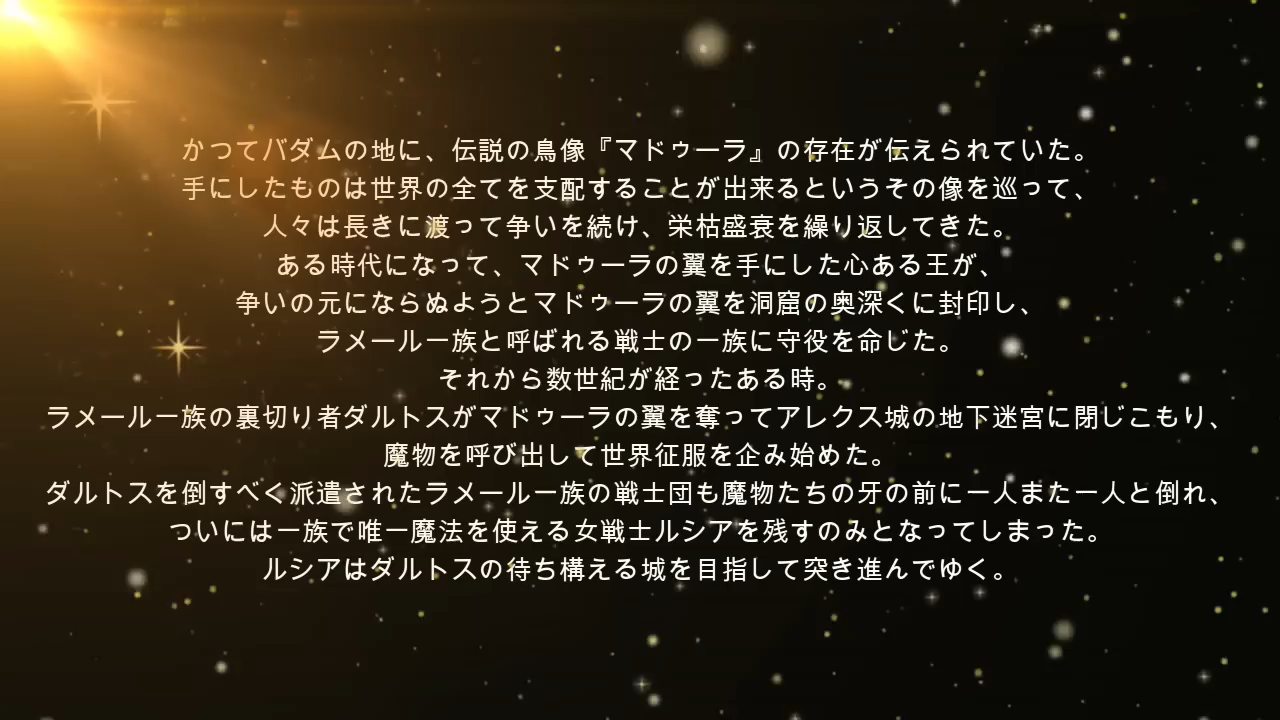 かつてバダムの地に、伝説の鳥像『マドゥーラ』の存在が伝えられていた。
手にしたものは世界の全てを支配することが出来るというその像を巡って、
人々は長きに渡って争いを続け、栄枯盛衰を繰り返してきた。
ある時代になって、マドゥーラの翼を手にした心ある王が、
争いの元にならぬようとマドゥーラの翼を洞窟の奥深くに封印し、
ラメールー族と呼ばれる戦士の一族に守役を命じた。
それから数世紀が経ったある時。
ラメールー族の裏切り者ダルトスがマドゥーラの翼を奪ってアレクス城の地下迷宮に閉じこもり、
魔物を呼び出して世界征服を企み始めた。
ダルトスを倒すべく派遣されたラメールー族の戦士団も魔物たちの牙の前に一人また一人と倒れ、
ついには一族で唯一魔法を使える女戦士ルシアを残すのみとなってしまった。
ルシアはダルトスの待ち構える城を目指して突き進んでゆく。